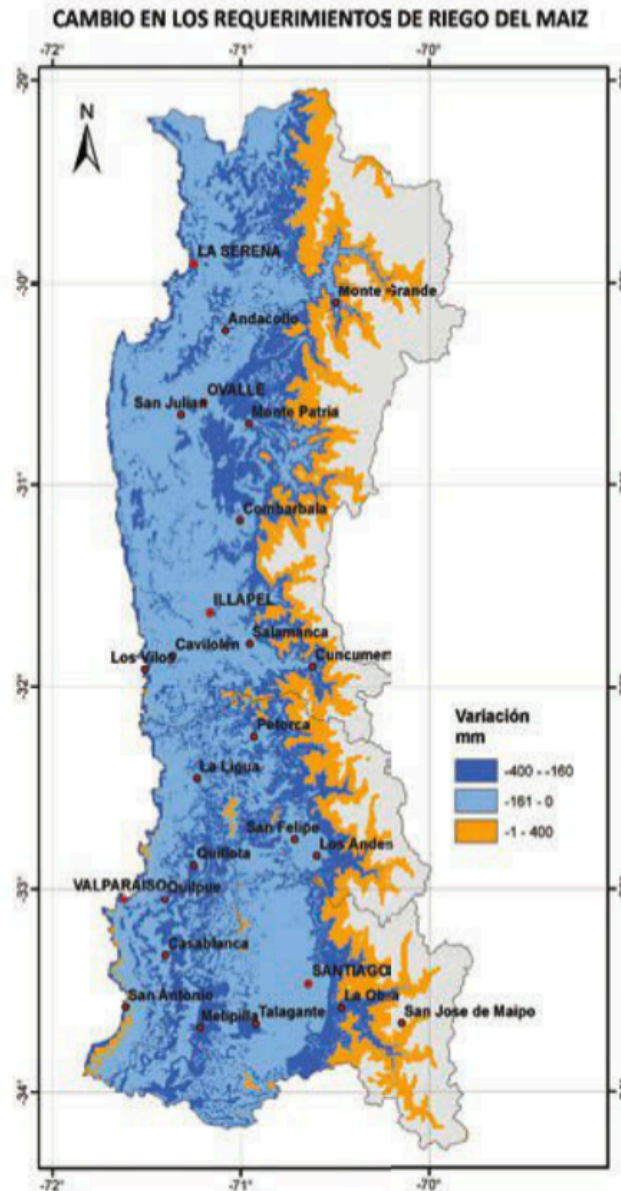 CAMBIO EN LOS REQUERIMIENTOS DE RIEGO DEL MAIZ
-72° -71° -70°
-29°
N
LA SERENA
-30°
Monte Grande
Andacollo
OVALLE
San Julian
Monte Patria
-31°
Combarbala
ILLAPEL
Salamanca
Cavilolén
Los Vilos
Cuncumen
-32°
Petorca
Variación
mm
-400 - -160
-161 - 0
-1 - 400
La Ligua
San Felipe
Los Andes
Quillota
-33°
VALPARAISO Quilpue
Casablanca
SANTIAGO
San Antonio
La Obra
San Jose de Maipo
Melipilla
Talagante
-34°
-72° -71° -70°